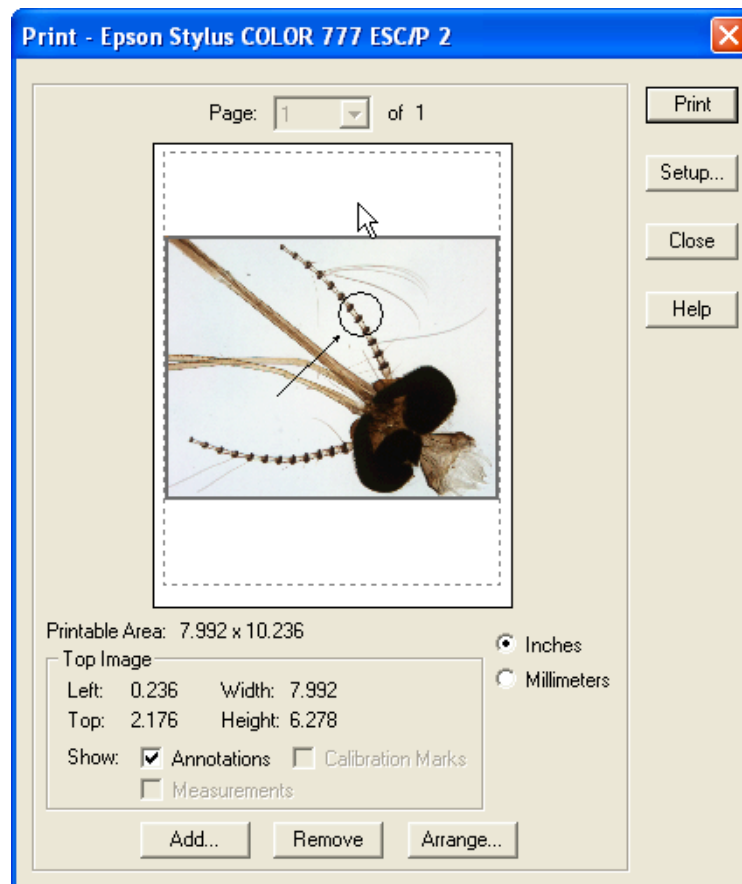 Print - Epson Stylus COLOR 777 ESC/P 2
Page: 1 of 1
Print
Setup...
Close
Help
Printable Area: 7.992 x 10.236
Inches
Millimeters
Top Image
Left: 0.236 Width: 7.992
Top: 2.176 Height: 6.278
Show: Annotations Calibration Marks
Measurements
Add... Remove Arrange...